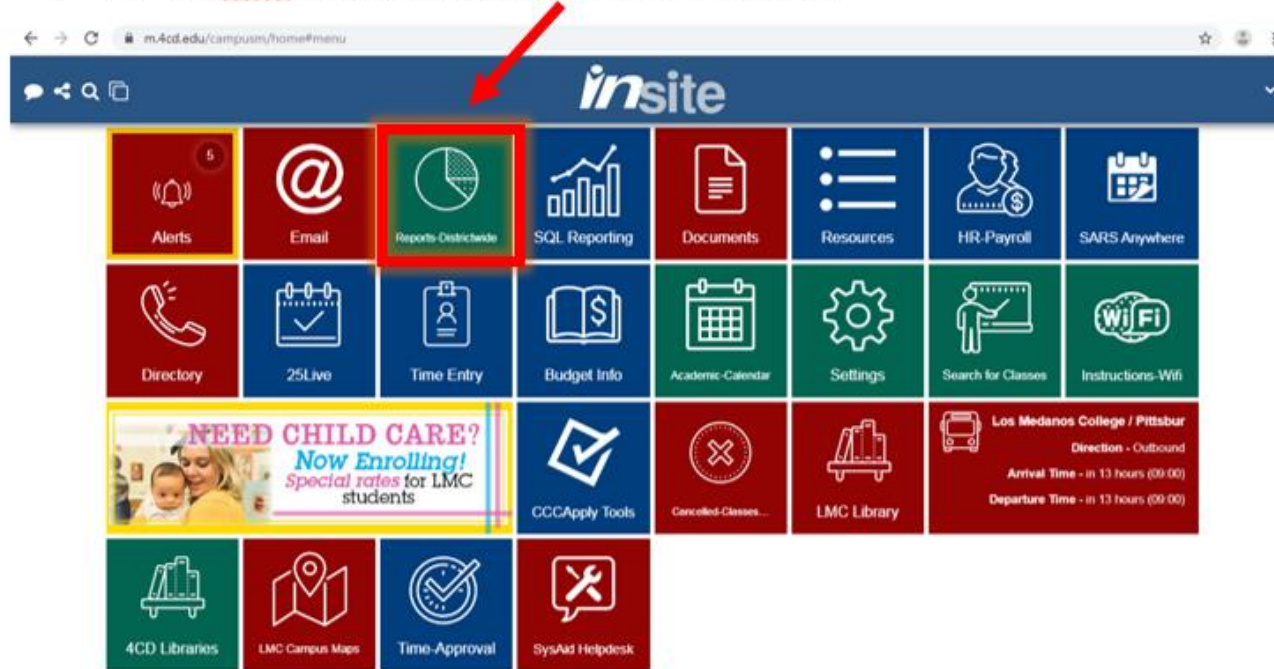 m.4cd.edu/campusm/home#menu
insite
5
Alerts
Email
Reports-Districtwide
SQL Reporting
Documents
Resources
HR-Payroll
SARS Anywhere
Directory
25Live
Time Entry
Budget Info
Academic-Calendar
Settings
Search for Classes
WiFi
Instructions-Wifi
NEED CHILD CARE?
Now Enrolling!
Special rates for LMC
students
CCCApply Tools
Cancelled-Classes...
LMC Library
Los Medanos College / Pittsbur
Direction - Outbound
Arrival Time - in 13 hours (09:00)
Departure Time - in 13 hours (09:00)
4CD Libraries
LMC Campus Maps
Time-Approval
SysAid Helpdesk